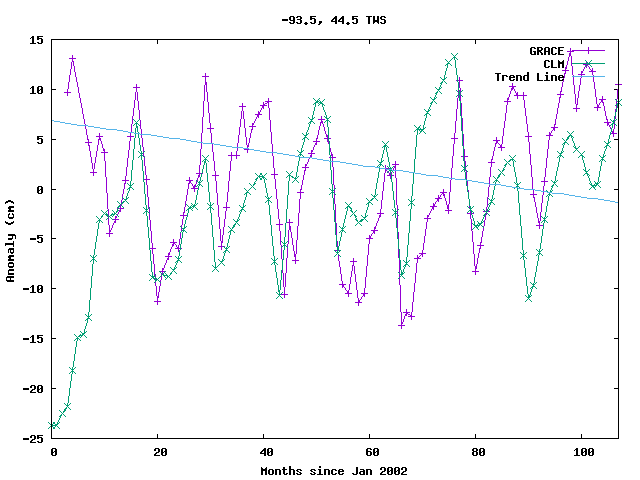 -93.5, 44.5 TWS
GRACE
CLM
Trend Line
15
10
5
0
-5
-10
-15
-20
-25
Anomaly (cm)
0 20 40 60 80 100
Months since Jan 2002